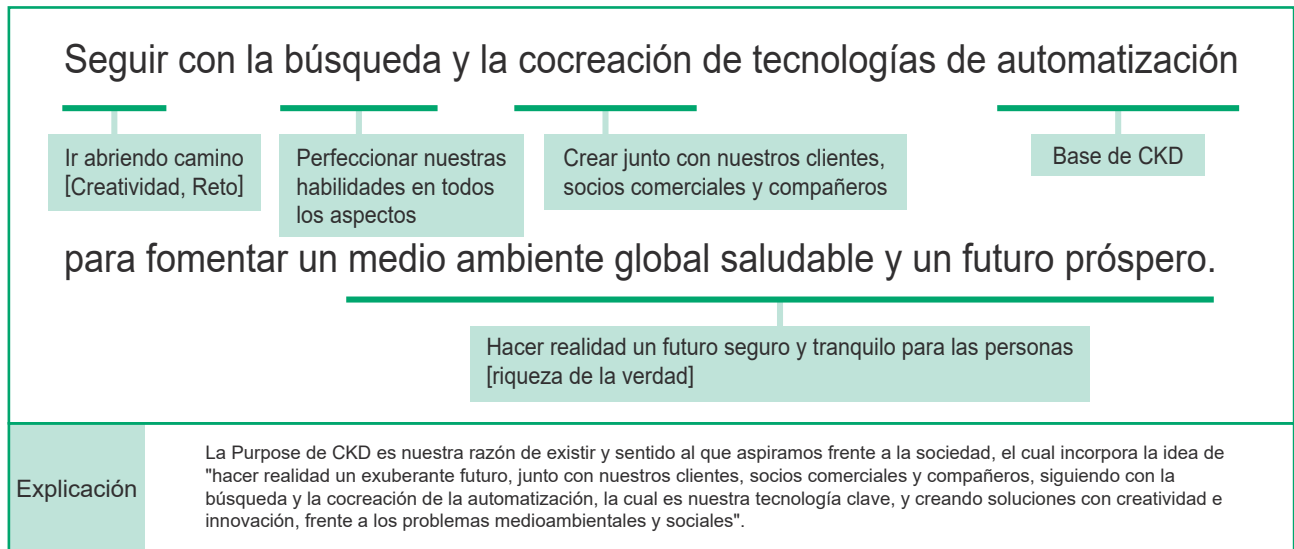 Seguir con la búsqueda y la cocreación de tecnologías de automatización
Ir abriendo camino
[Creatividad, Reto]
Perfeccionar nuestras
habilidades en todos
los aspectos
Crear junto con nuestros clientes,
socios comerciales y compañeros
Base de CKD
para fomentar un medio ambiente global saludable y un futuro próspero.
Hacer realidad un futuro seguro y tranquilo para las personas
[riqueza de la verdad]
Explicación
La Purpose de CKD es nuestra razón de existir y sentido al que aspiramos frente a la sociedad, el cual incorpora la idea de
"hacer realidad un exuberante futuro, junto con nuestros clientes, socios comerciales y compañeros, siguiendo con la
búsqueda y la cocreación de la automatización, la cual es nuestra tecnología clave, y creando soluciones con creatividad e
innovación, frente a los problemas medioambientales y sociales".